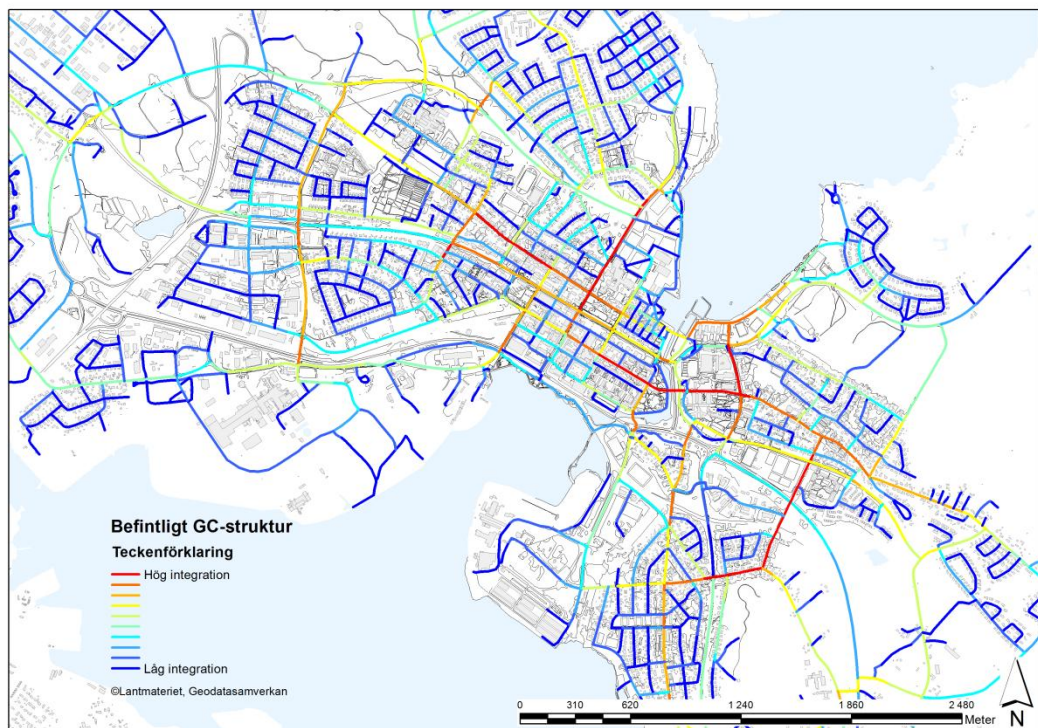 Befintligt GC-struktur
Teckenförklaring
Hög integration
Låg integration
©Lantmateriet, Geodatasamverkan
0 310 620 1 240 1 860 2 480
Meter
N